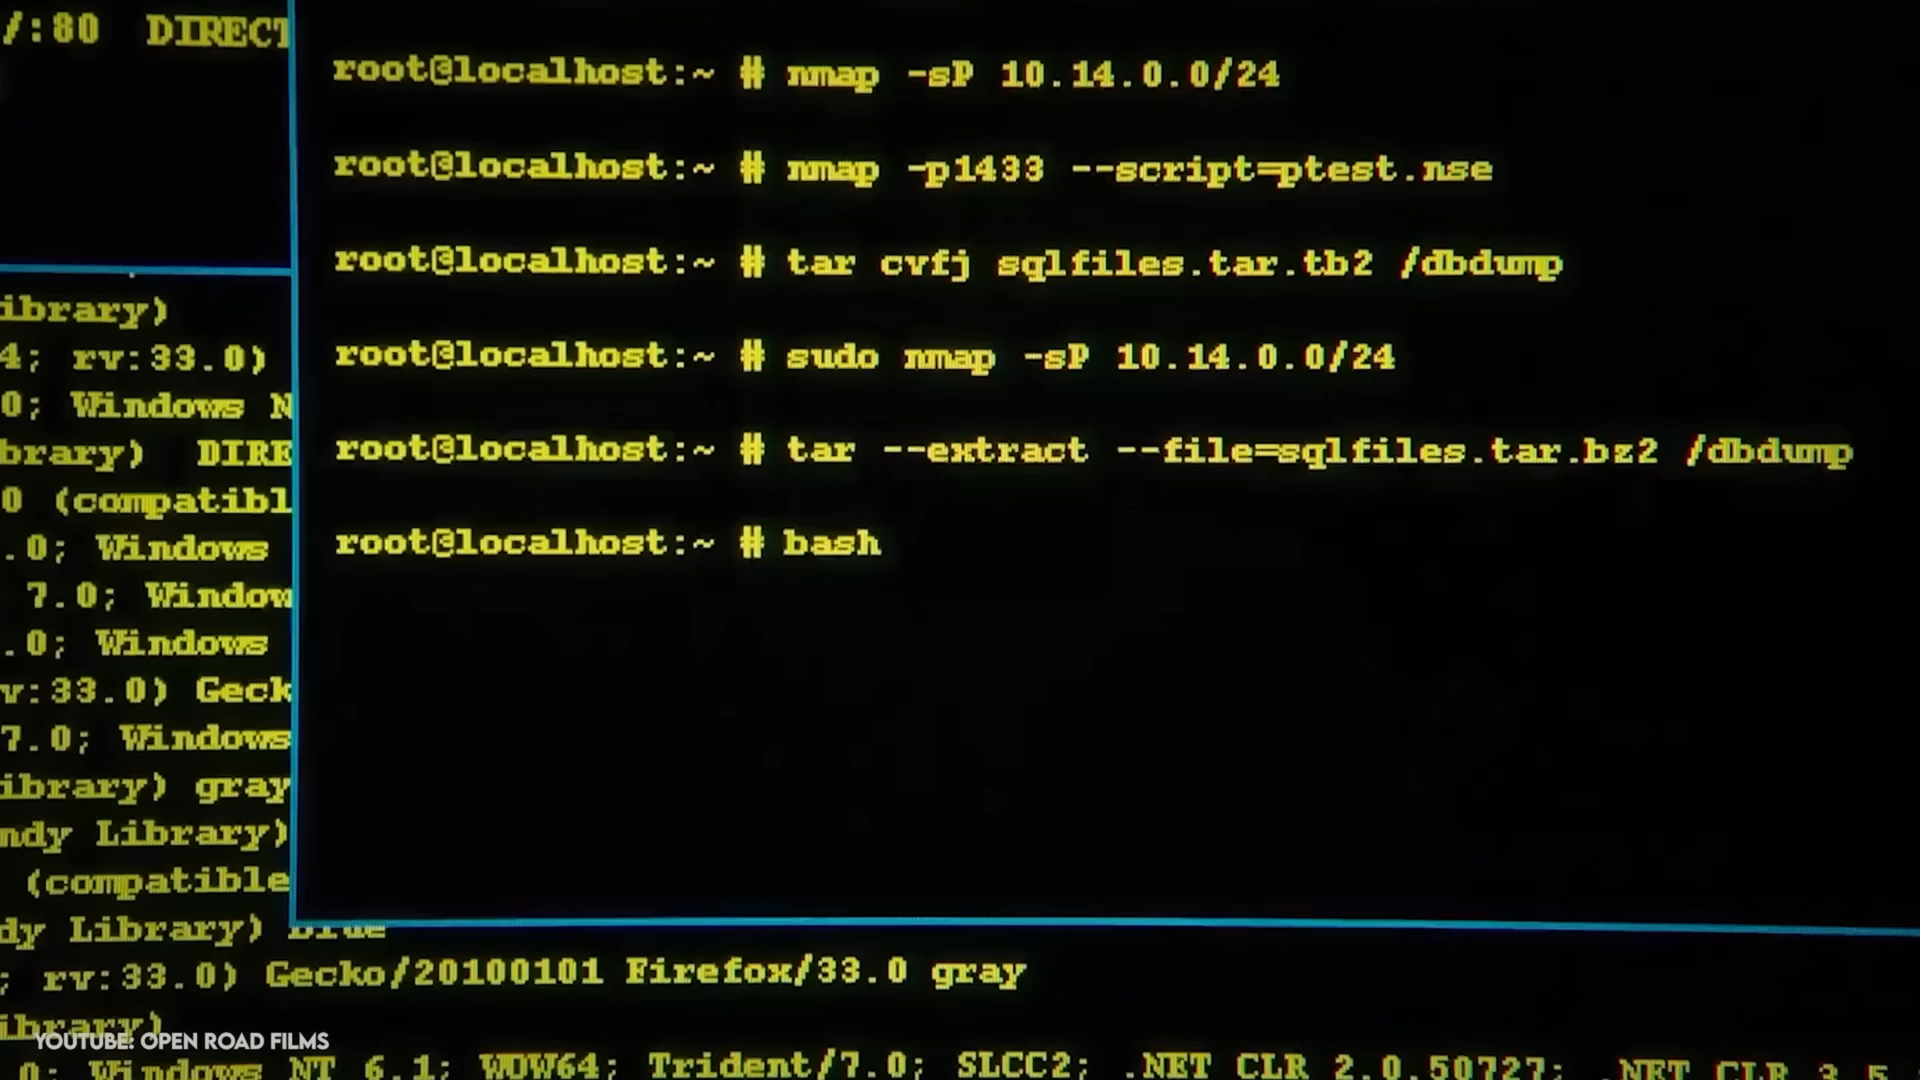 /:80 DIRECT
root@localhost:~ # nmap -sP 10.14.0.0/24
root@localhost:~ # nmap -p1433 --script=ptest.nse
root@localhost:~ # tar cvfj sqlfiles.tar.tb2 /dbdump
root@localhost:~ # sudo nmap -sP 10.14.0.0/24
root@localhost:~ # tar --extract --file=sqlfiles.tar.bz2 /dbdump
root@localhost:~ # bash
ibrary)
4; rv:33.0)
0; Windows N
brary) DIRE
0 (compatibl
.0; Windows
7.0; Window
.0; Windows
v:33.0) Geck
7.0; Windows
ibrary) gray
ndy Library)
(compatible
dy Library) blue
; rv:33.0) Gecko/20100101 Firefox/33.0 gray
ibrary)
YOUTUBE: OPEN ROAD FILMS
0; Windows NT 6.1; WOW64; Trident/7.0; SLCC2; .NET CLR 2.0.50727; .NET CLR 3.5